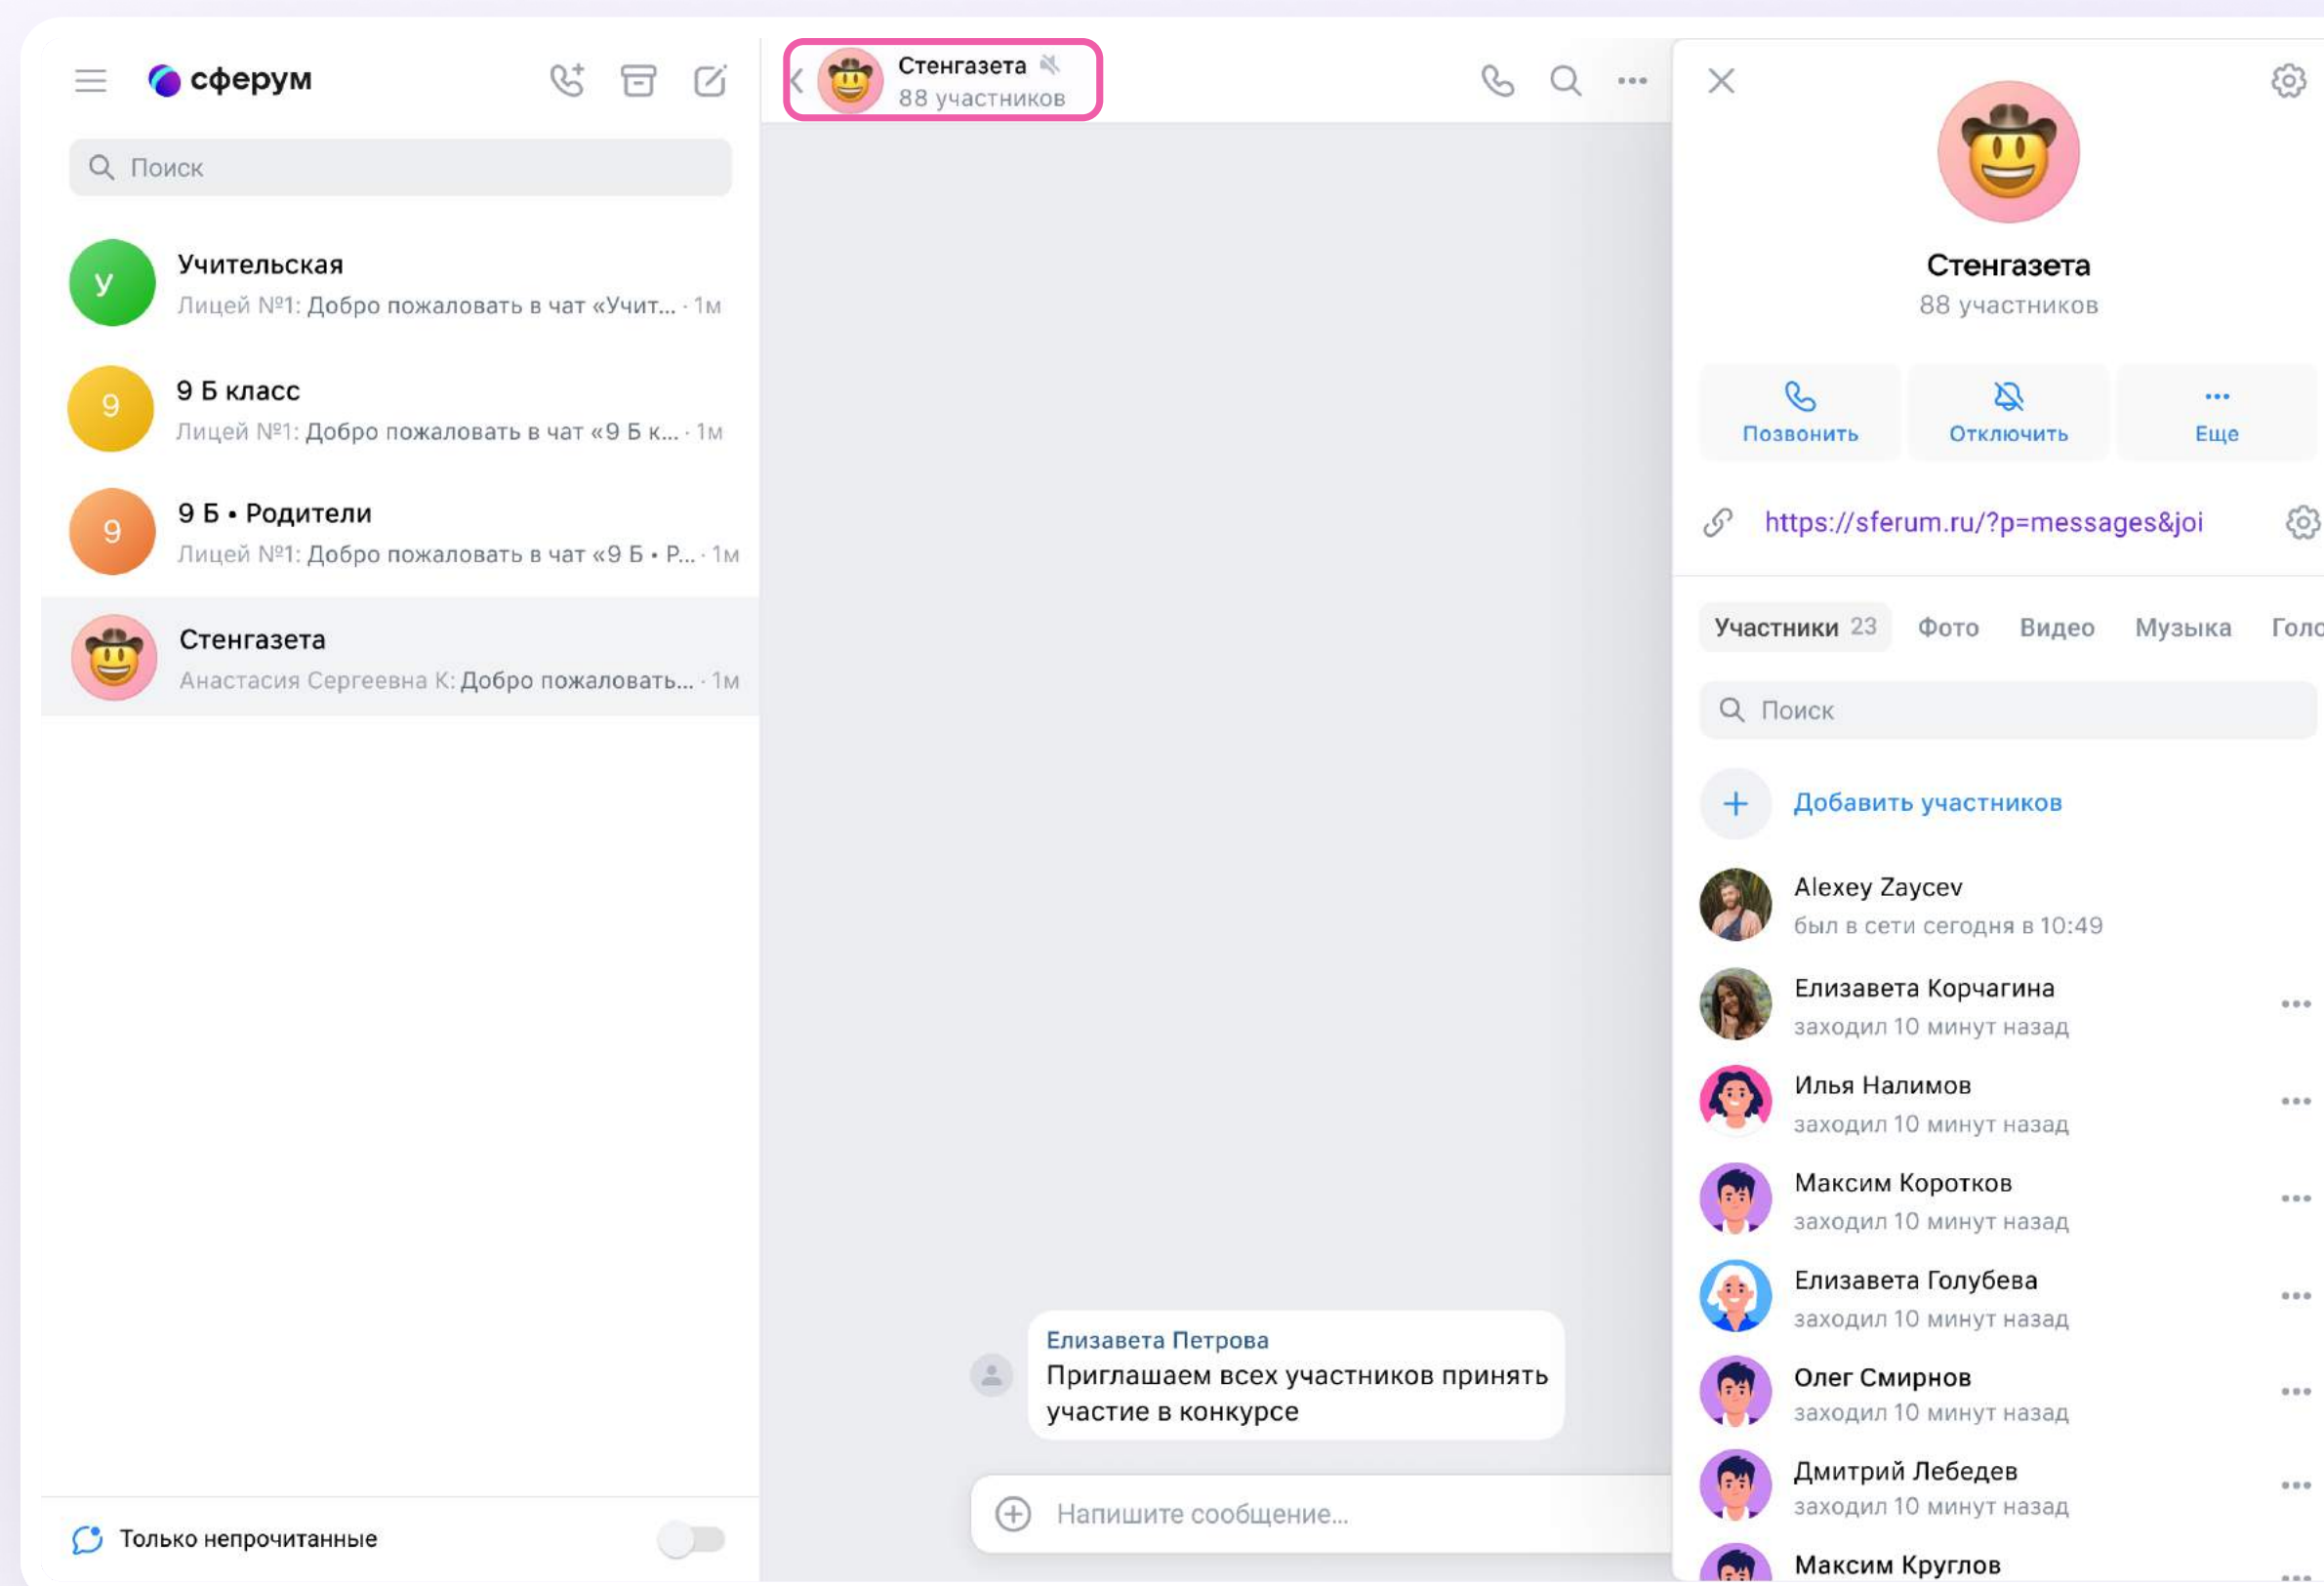 сферум
Поиск
У
Учительская
Лицей №1: Добро пожаловать в чат «Учит... · 1м
9
9 Б класс
Лицей №1: Добро пожаловать в чат «9 Б к... · 1м
9
9 Б • Родители
Лицей №1: Добро пожаловать в чат «9 Б • Р... · 1м
Стенгазета
Анастасия Сергеевна К: Добро пожаловать... · 1м
Только непрочитанные
Стенгазета
88 участников
Елизавета Петрова
Приглашаем всех участников принять
участие в конкурсе
Напишите сообщение...
Стенгазета
88 участников
Позвонить Отключить Еще
https://sferum.ru/?p=messages&joi
Участники 23 Фото Видео Музыка Голо
Поиск
Добавить участников
Alexey Zaycev
был в сети сегодня в 10:49
Елизавета Корчагина
заходил 10 минут назад
Илья Налимов
заходил 10 минут назад
Максим Коротков
заходил 10 минут назад
Елизавета Голубева
заходил 10 минут назад
Олег Смирнов
заходил 10 минут назад
Дмитрий Лебедев
заходил 10 минут назад
Максим Круглов